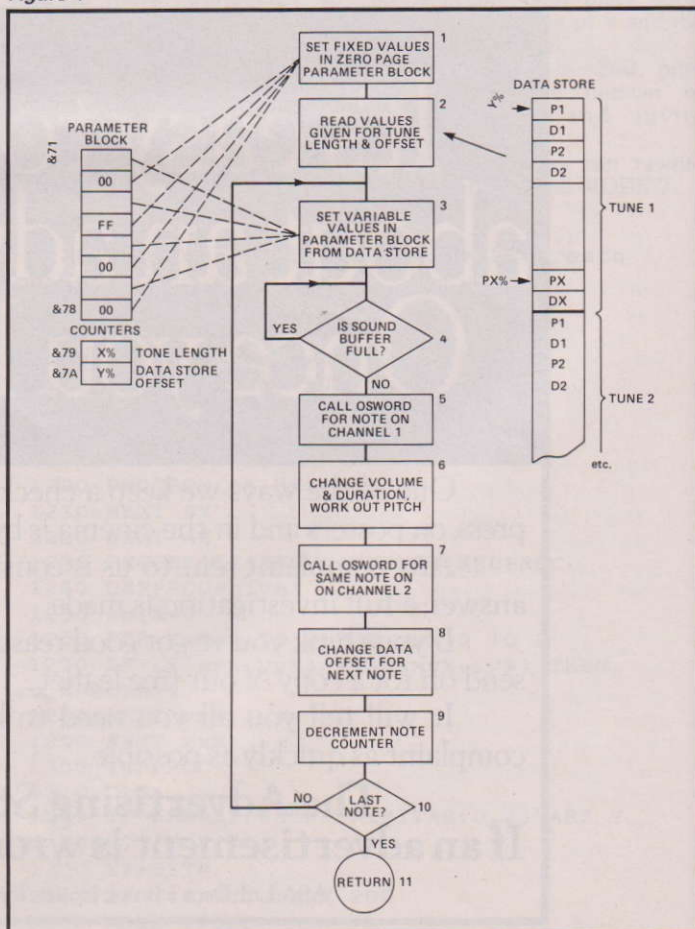 1
SET FIXED VALUES
IN ZERO PAGE
PARAMETER BLOCK
2
READ VALUES
GIVEN FOR TUNE
LENGTH & OFFSET
3
SET VARIABLE
VALUES IN
PARAMETER BLOCK
FROM DATA STORE
YES
IS SOUND
BUFFER
FULL?
4
NO
5
CALL OSWORD
FOR NOTE ON
CHANNEL 1
6
CHANGE VOLUME
& DURATION,
WORK OUT PITCH
7
CALL OSWORD FOR
SAME NOTE ON
ON CHANNEL 2
8
CHANGE DATA
OFFSET FOR
NEXT NOTE
9
DECREMENT NOTE
COUNTER
NO
LAST
NOTE?
10
YES
RETURN
11
PARAMETER
BLOCK
&71
00
FF
00
00
&78
COUNTERS
&79
X%
TONE LENGTH
&7A
Y%
DATA STORE
OFFSET
DATA STORE
Y%
P1
D1
P2
D2
TUNE 1
PX%
PX
DX
P1
D1
P2
D2
TUNE 2
etc.